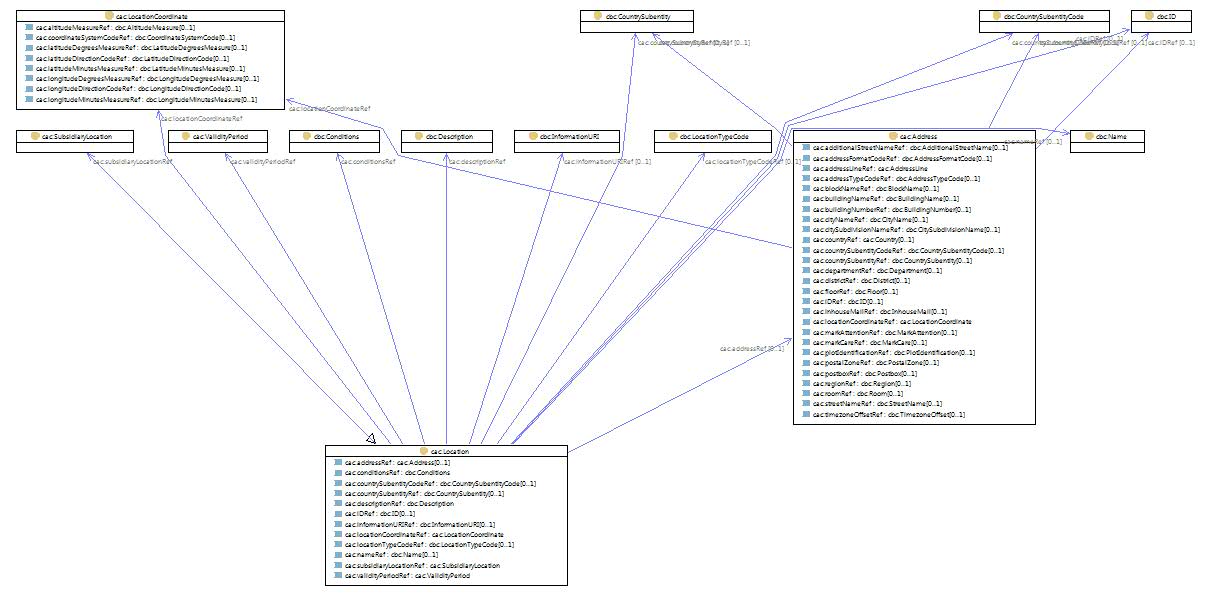 cac:LocationCoordinate
cac:altitudeMeasureRef : cbc:AltitudeMeasure[0..1]
cac:coordinateSystemCodeRef : cbc:CoordinateSystemCode[0..1]
cac:latitudeDegreesMeasureRef : cbc:LatitudeDegreesMeasure[0..1]
cac:latitudeDirectionCodeRef : cbc:LatitudeDirectionCode[0..1]
cac:latitudeMinutesMeasureRef : cbc:LatitudeMinutesMeasure[0..1]
cac:longitudeDegreesMeasureRef : cbc:LongitudeDegreesMeasure[0..1]
cac:longitudeDirectionCodeRef : cbc:LongitudeDirectionCode[0..1]
cac:longitudeMinutesMeasureRef : cbc:LongitudeMinutesMeasure[0..1]
cbc:CountrySubentity
cbc:CountrySubentityCode
cbc:ID
cac:IDRef [0..1]
cac:locationCoordinateRef
cac:locationCoordinateRef
cac:SubsidiaryLocation
cac:ValidityPeriod
cbc:Conditions
cbc:Description
cbc:InformationURI
cbc:LocationTypeCode
cbc:Name
cac:subsidiaryLocationRef
cac:validityPeriodRef
cac:conditionsRef
cac:descriptionRef
cac:informationURIRef [0..1]
cac:locationTypeCodeRef [0..1]
cac:nameRef [0..1]
cac:Address
cac:additionalStreetNameRef : cbc:AdditionalStreetName[0..1]
cac:addressFormatCodeRef : cbc:AddressFormatCode[0..1]
cac:addressLineRef : cac:AddressLine
cac:addressTypeCodeRef : cbc:AddressTypeCode[0..1]
cac:blockNameRef : cbc:BlockName[0..1]
cac:buildingNameRef : cbc:BuildingName[0..1]
cac:buildingNumberRef : cbc:BuildingNumber[0..1]
cac:cityNameRef : cbc:CityName[0..1]
cac:citySubdivisionNameRef : cbc:CitySubdivisionName[0..1]
cac:countryRef : cac:Country[0..1]
cac:countrySubentityCodeRef : cbc:CountrySubentityCode[0..1]
cac:countrySubentityRef : cbc:CountrySubentity[0..1]
cac:departmentRef : cbc:Department[0..1]
cac:districtRef : cbc:District[0..1]
cac:floorRef : cbc:Floor[0..1]
cac:IDRef : cbc:ID[0..1]
cac:inhouseMailRef : cbc:InhouseMail[0..1]
cac:locationCoordinateRef : cac:LocationCoordinate
cac:markAttentionRef : cbc:MarkAttention[0..1]
cac:markCareRef : cbc:MarkCare[0..1]
cac:plotIdentificationRef : cbc:PlotIdentification[0..1]
cac:postalZoneRef : cbc:PostalZone[0..1]
cac:postboxRef : cbc:Postbox[0..1]
cac:regionRef : cbc:Region[0..1]
cac:roomRef : cbc:Room[0..1]
cac:streetNameRef : cbc:StreetName[0..1]
cac:timezoneOffsetRef : cbc:TimezoneOffset[0..1]
cac:addressRef [0..1]
cac:Location
cac:addressRef : cac:Address[0..1]
cac:conditionsRef : cbc:Conditions
cac:countrySubentityCodeRef : cbc:CountrySubentityCode[0..1]
cac:countrySubentityRef : cbc:CountrySubentity[0..1]
cac:descriptionRef : cbc:Description
cac:IDRef : cbc:ID[0..1]
cac:informationURIRef : cbc:InformationURI[0..1]
cac:locationCoordinateRef : cac:LocationCoordinate
cac:locationTypeCodeRef : cbc:LocationTypeCode[0..1]
cac:nameRef : cbc:Name[0..1]
cac:subsidiaryLocationRef : cac:SubsidiaryLocation
cac:validityPeriodRef : cac:ValidityPeriod